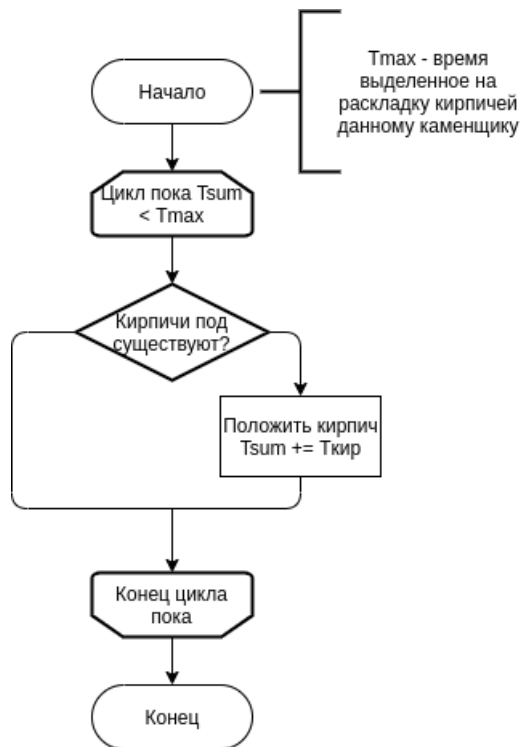 Tmax - время
выделенное на
раскладку кирпичей
данному каменщику
Начало
Цикл пока Tsum
< Tmax
Кирпичи под
существуют?
Положить кирпич
Tsum += Tкир
Конец цикла
пока
Конец